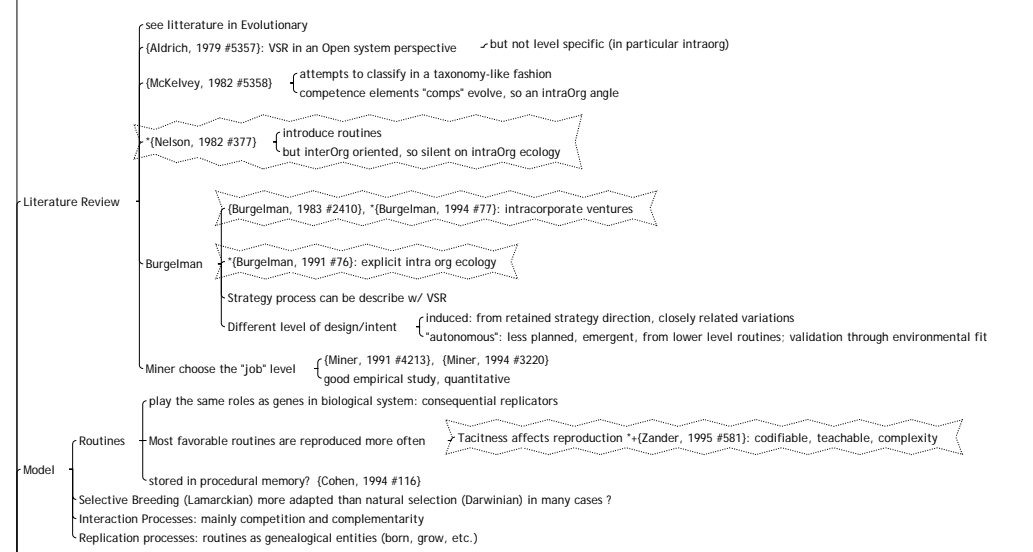 see litterature in Evolutionary
{Aldrich, 1979 #5357}: VSR in an Open system perspective
but not level specific (in particular intraorg)
{McKelvey, 1982 #5358}
attempts to classify in a taxonomy-like fashion
competence elements "comps" evolve, so an intraOrg angle
*{Nelson, 1982 #377}
introduce routines
but interOrg oriented, so silent on intraOrg ecology
Literature Review
{Burgelman, 1983 #2410}, *{Burgelman, 1994 #77}: intracorporate ventures
Burgelman
*{Burgelman, 1991 #76}: explicit intra org ecology
Strategy process can be describe w/ VSR
Different level of design/intent
induced: from retained strategy direction, closely related variations
"autonomous": less planned, emergent, from lower level routines; validation through environmental fit
Miner choose the "job" level
{Miner, 1991 #4213}, {Miner, 1994 #3220}
good empirical study, quantitative
Model
Routines
play the same roles as genes in biological system: consequential replicators
Most favorable routines are reproduced more often
Tacitness affects reproduction *+{Zander, 1995 #581}: codifiable, teachable, complexity
stored in procedural memory? {Cohen, 1994 #116}
Selective Breeding (Lamarckian) more adapted than natural selection (Darwinian) in many cases ?
Interaction Processes: mainly competition and complementarity
Replication processes: routines as genealogical entities (born, grow, etc.)